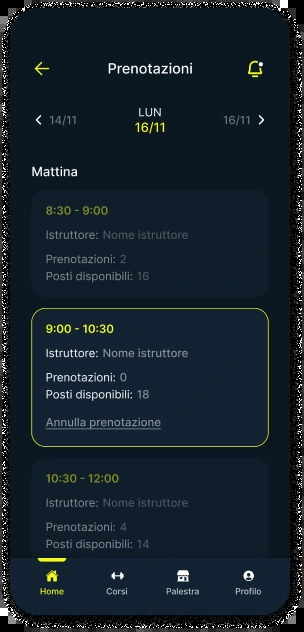 Prenotazioni
14/11
LUN
16/11
16/11
Mattina
8:30 - 9:00
Istruttore: Nome istruttore
Prenotazioni: 2
Posti disponibili: 16
9:00 - 10:30
Istruttore: Nome istruttore
Prenotazioni: 0
Posti disponibili: 18
Annulla prenotazione
10:30 - 12:00
Istruttore: Nome istruttore
Prenotazioni: 4
Posti disponibili: 14
Home
Corsi
Palestra
Profilo